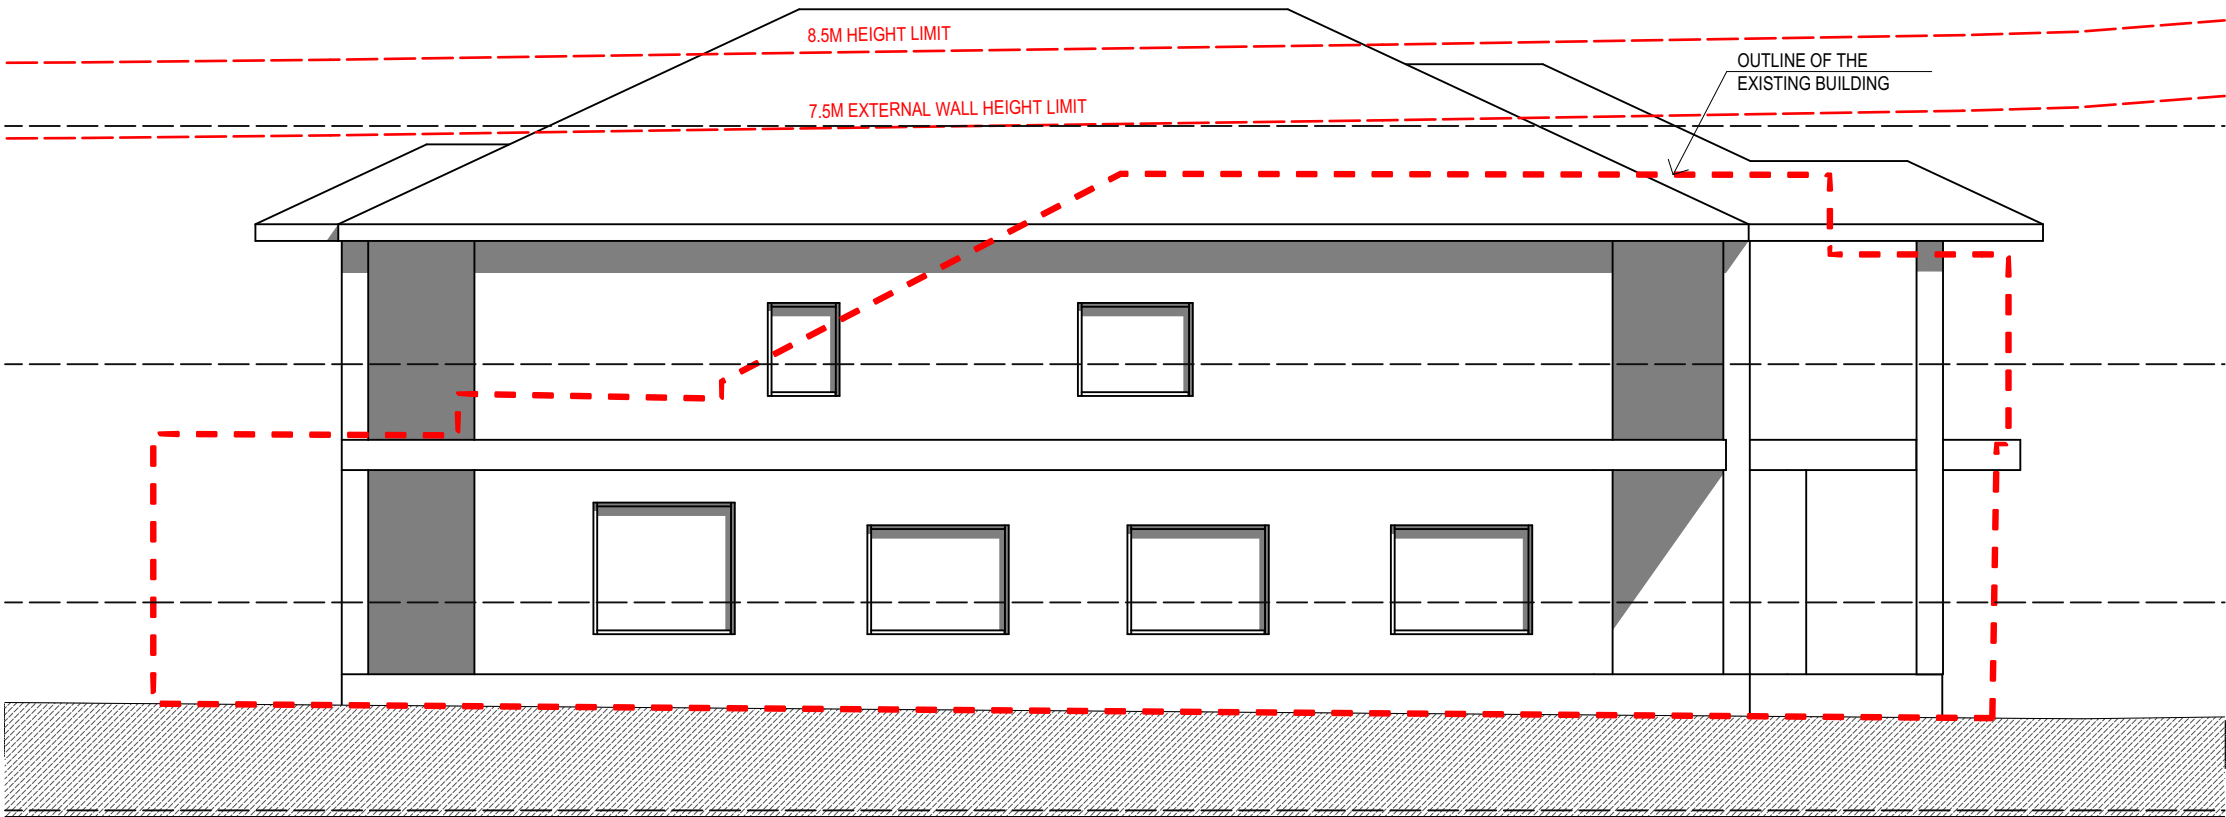 8.5M HEIGHT LIMIT
OUTLINE OF THE
EXISTING BUILDING
7.5M EXTERNAL WALL HEIGHT LIMIT